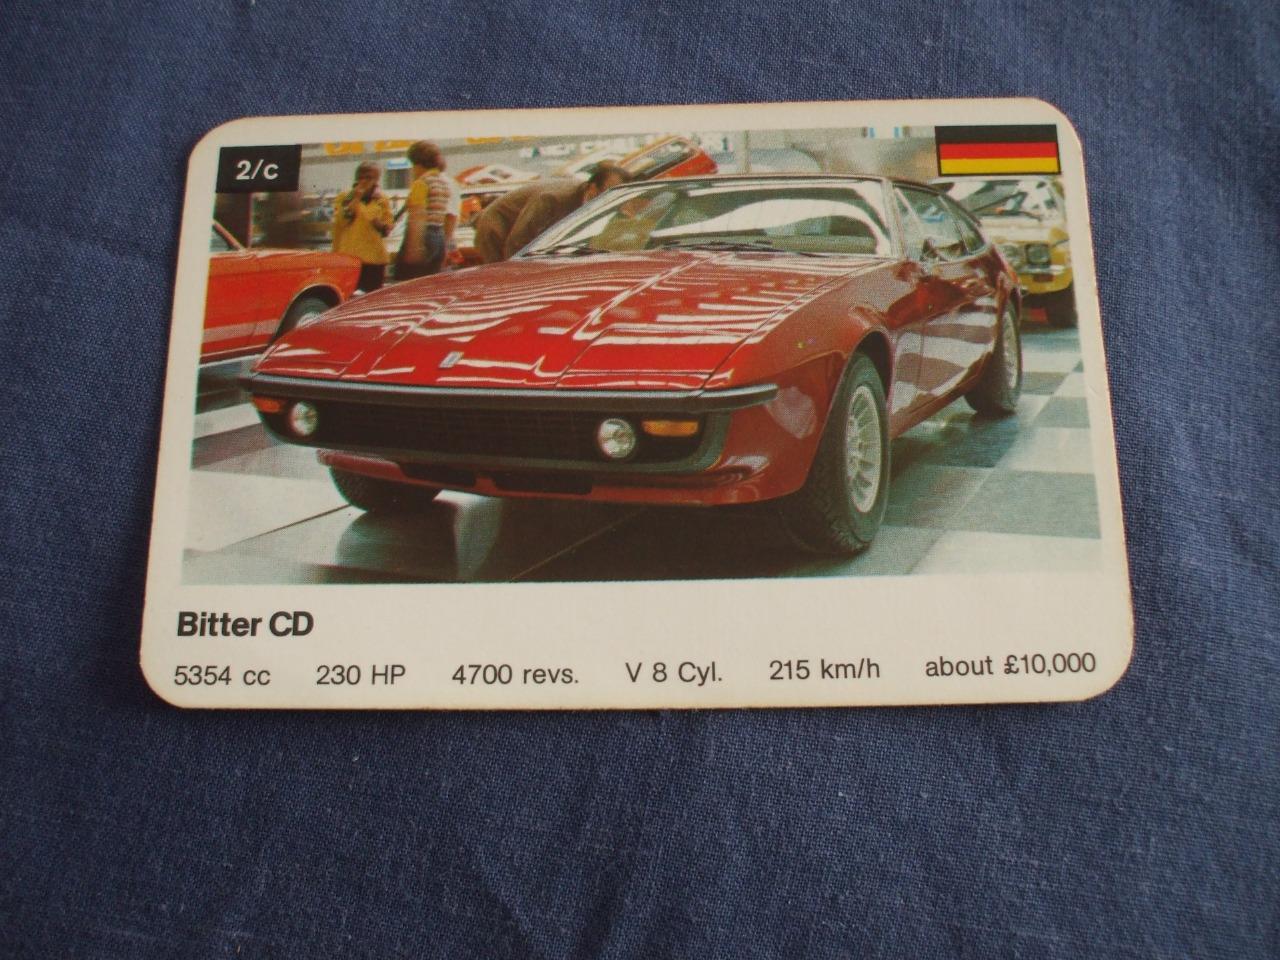 2/c
Bitter CD
5354 cc 230 HP 4700 revs. V 8 Cyl. 215 km/h about £10,000